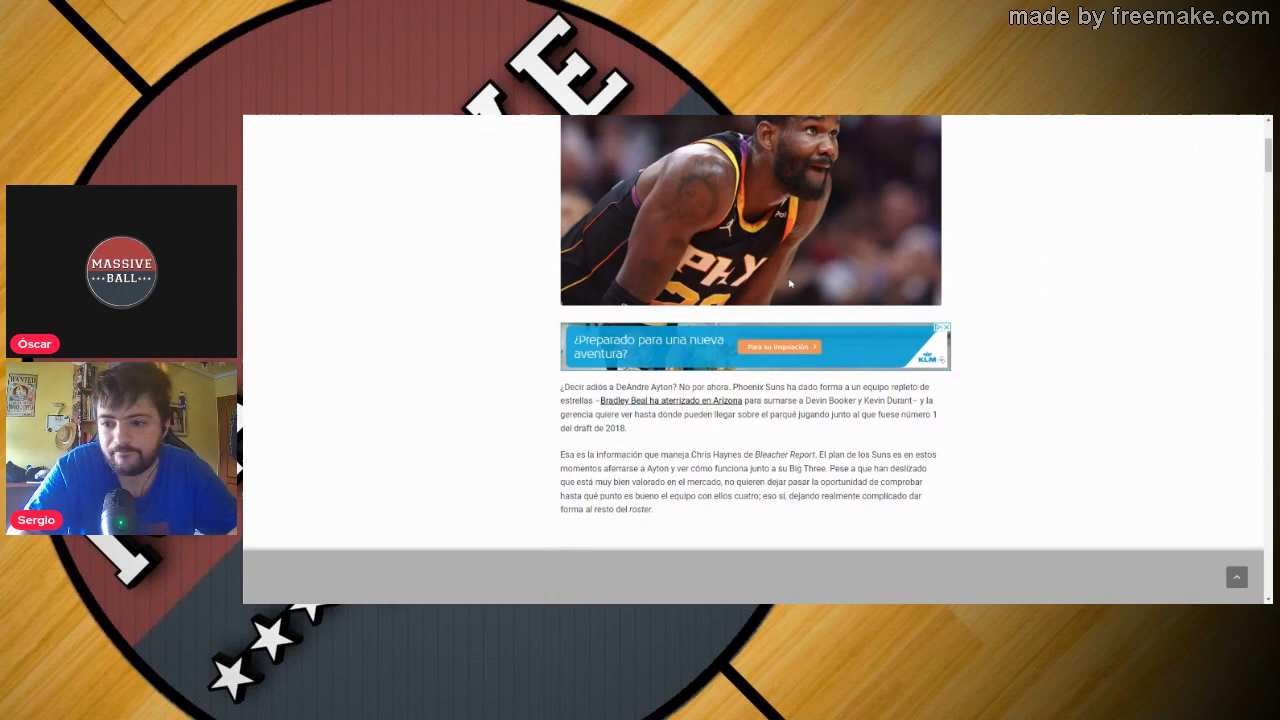 made by freemake.com
VE
MASSIVE
BALL
Óscar
WANTED
Sergio
PHX
¿Preparado para una nueva
aventura?
Para su inspiración
KLM
¿Decir adiós a DeAndre Ayton? No por ahora. Phoenix Suns ha dado forma a un equipo repleto de
estrellas –Bradley Beal ha aterrizado en Arizona para sumarse a Devin Booker y Kevin Durant– y la
gerencia quiere ver hasta dónde pueden llegar sobre el parqué jugando junto al que fuese número 1
del draft de 2018.
Esa es la información que maneja Chris Haynes de Bleacher Report. El plan de los Suns es en estos
momentos aferrarse a Ayton y ver cómo funciona junto a su Big Three. Pese a que han deslizado
que está muy bien valorado en el mercado, no quieren dejar pasar la oportunidad de comprobar
hasta qué punto es bueno el equipo con ellos cuatro; eso sí, dejando realmente complicado dar
forma al resto del roster.